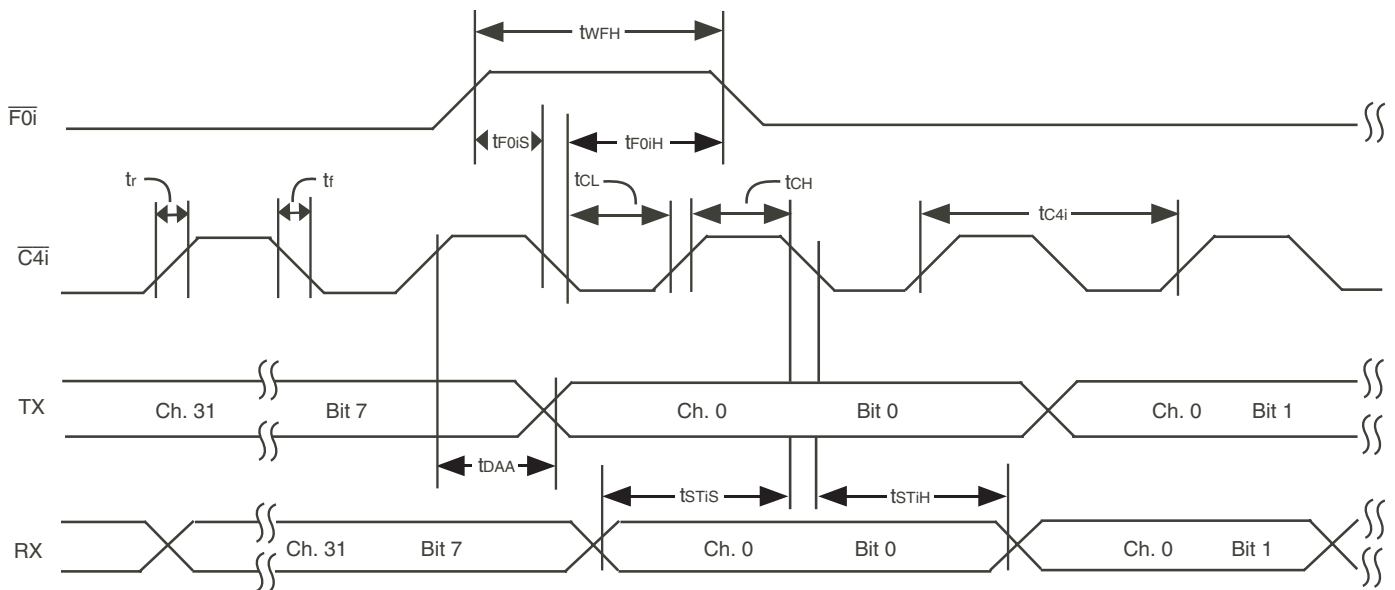 tWFH
F0i
tF0iS
tF0iH
tr
tf
tCL
tCH
tC4i
C4i
TX
Ch. 31 Bit 7
Ch. 0 Bit 0
Ch. 0 Bit 1
tDAA
tSTiS
tSTiH
RX
Ch. 31 Bit 7
Ch. 0 Bit 0
Ch. 0 Bit 1